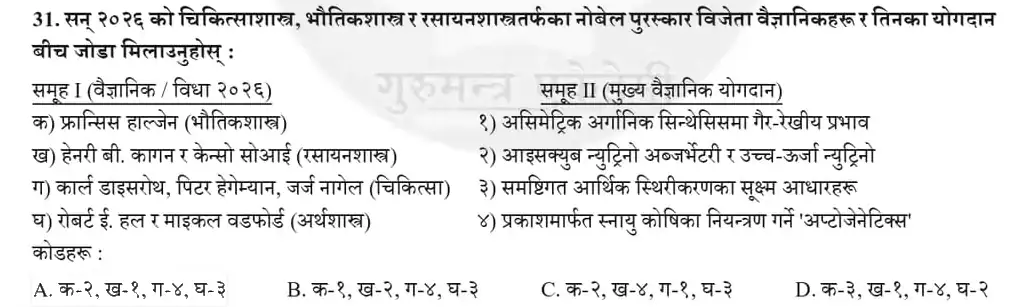 31. सन् २०२६ को चिकित्साशास्त्र, भौतिकशास्त्र र रसायनशास्त्रतर्फका नोबेल पुरस्कार विजेता वैज्ञानिकहरू र तिनका योगदान
बीच जोडा मिलाउनुहोस् :
समूह I (वैज्ञानिक / विधा २०२६) समूह II (मुख्य वैज्ञानिक योगदान)
क) फ्रान्सिस हाल्जेन (भौतिकशास्त्र) १) असिमेट्रिक अर्गानिक सिन्थेसिसमा गैर-रेखीय प्रभाव
ख) हेनरी बी. कागन र केन्सो सोआई (रसायनशास्त्र) २) आइसक्युब न्युट्रिनो अब्जर्भेटरी र उच्च-ऊर्जा न्युट्रिनो
ग) कार्ल डाइसरोथ, पिटर हेगेम्यान, जर्ज नागेल (चिकित्सा) ३) समष्टिगत आर्थिक स्थिरीकरणका सूक्ष्म आधारहरू
घ) रोबर्ट ई. हल र माइकल वडफोर्ड (अर्थशास्त्र) ४) प्रकाशमार्फत स्नायु कोषिका नियन्त्रण गर्ने 'अप्टोजेनेटिक्स'
कोडहरू :
A. क-२, ख-१, ग-४, घ-३ B. क-१, ख-२, ग-४, घ-३ C. क-२, ख-४, ग-१, घ-३ D. क-३, ख-१, ग-४, घ-२